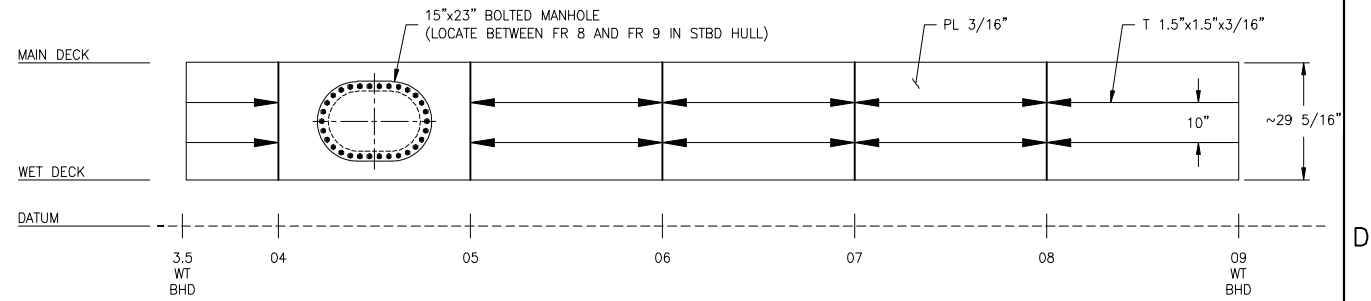 15"x23" BOLTED MANHOLE
(LOCATE BETWEEN FR 8 AND FR 9 IN STBD HULL)
PL 3/16"
T 1.5"x1.5"x3/16"
MAIN DECK
10"
~29 5/16"
WET DECK
DATUM
D
3.5
WT
BHD
04
05
06
07
08
09
WT
BHD